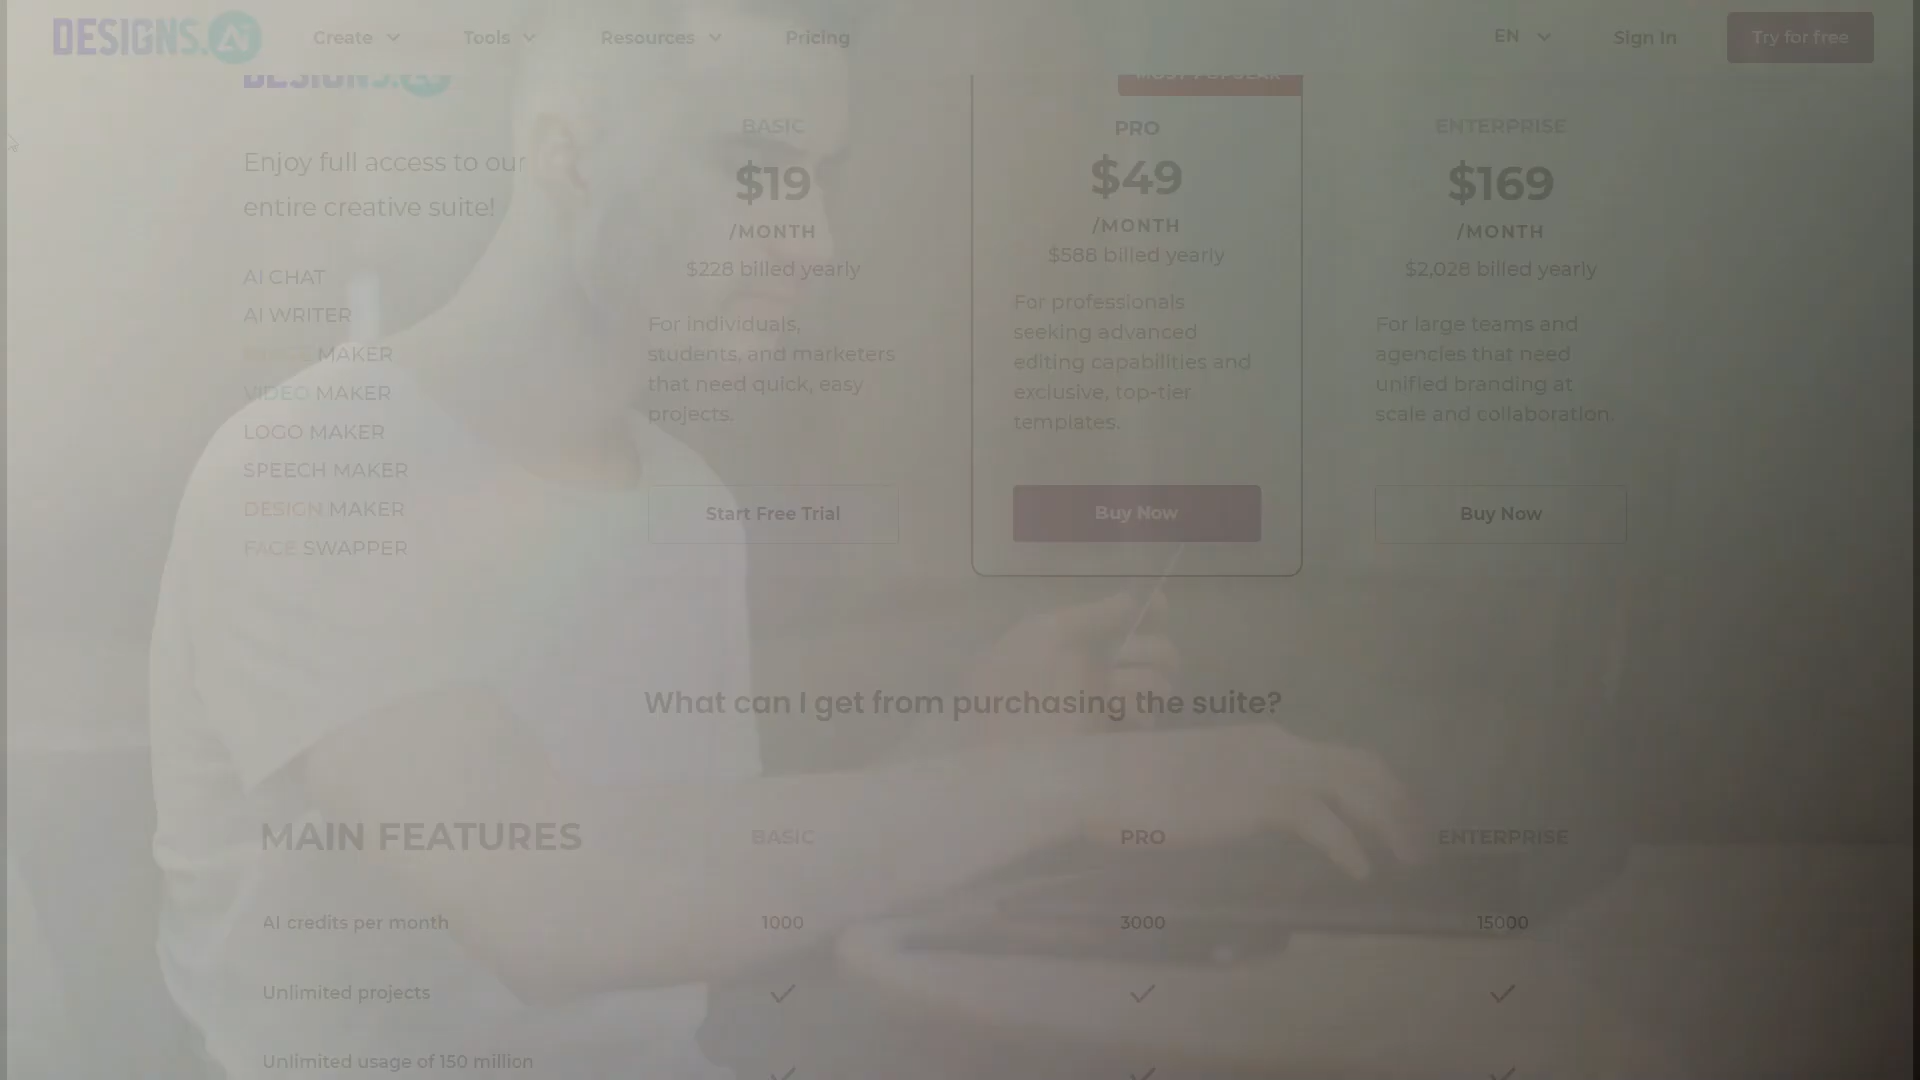 DESIGNS.Ai
Create
Tools
Resources
Pricing
EN
Sign In
Try for free
Enjoy full access to our
entire creative suite!
AI CHAT
AI WRITER
MAKER
VIDEO MAKER
LOGO MAKER
SPEECH MAKER
DESIGN MAKER
FACE SWAPPER
BASIC
$19
/MONTH
$228 billed yearly
For individuals,
students, and marketers
that need quick, easy
projects.
Start Free Trial
MOST POPULAR
PRO
$49
/MONTH
$588 billed yearly
For professionals
seeking advanced
editing capabilities and
exclusive, top-tier
templates.
Buy Now
ENTERPRISE
$169
/MONTH
$2,028 billed yearly
For large teams and
agencies that need
unified branding at
scale and collaboration.
Buy Now
What can I get from purchasing the suite?
MAIN FEATURES BASIC PRO ENTERPRISE
AI credits per month 1000 3000 15000
Unlimited projects
Unlimited usage of 150 million